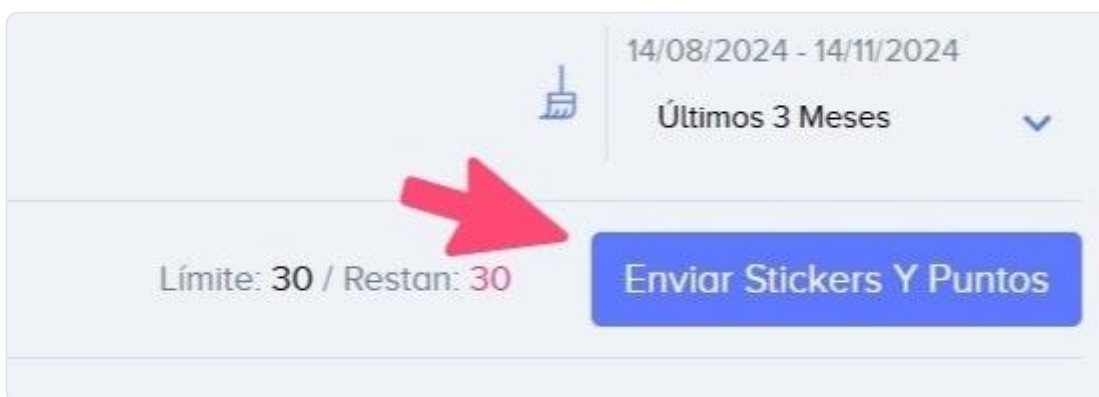 14/08/2024 - 14/11/2024
Últimos 3 Meses
Límite: 30 / Restan: 30
Enviar Stickers Y Puntos